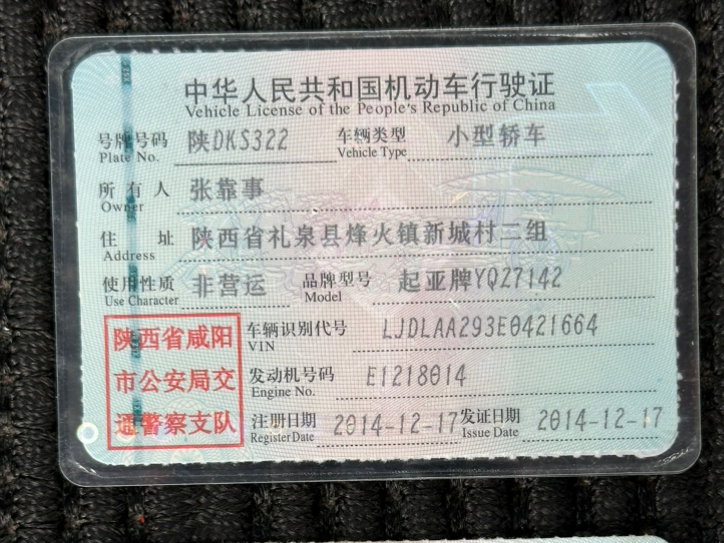 中华人民共和国机动车行驶证
Vehicle License of the People's Republic of China
号牌号码 陕DKS322 车辆类型 小型轿车
Plate No. Vehicle Type
所有人 张靠事
Owner
住址 陕西省礼泉县烽火镇新城村三组
Address
使用性质 非营运 品牌型号 起亚牌YQZ7142
Use Character Model
陕西省咸阳
市公安局交
通警察支队
车辆识别代号 LJDLAA293E0421664
VIN
发动机号码 E1218014
Engine No.
注册日期 2014-12-17 发证日期 2014-12-17
Register Date Issue Date